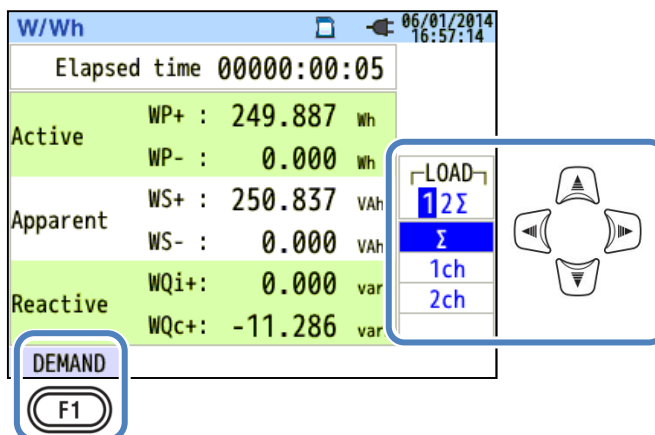 W/Wh 06/01/2014
16:57:14
Elapsed time 00000:00:05
Active WP+ : 249.887 Wh
WP- : 0.000 Wh
Apparent WS+ : 250.837 VAh
WS- : 0.000 VAh
Reactive WQi+: 0.000 var
WQc+: -11.286 var
LOAD
12Σ
Σ
1ch
2ch
DEMAND
F1